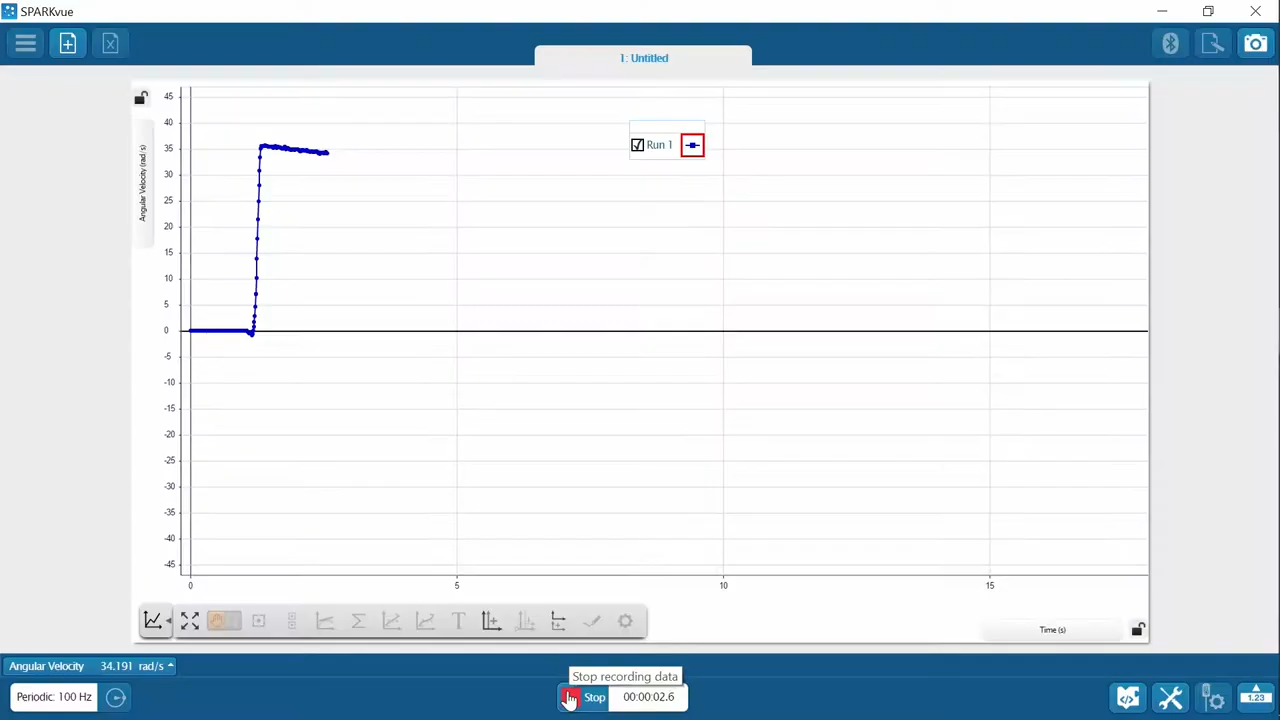 SPARKvue
1: Untitled
45
40
35
30
25
20
15
10
5
0
-5
-10
-15
-20
-25
-30
-35
-40
-45
Angular Velocity (rad/s)
Run 1
0
5
10
15
Time (s)
T
Angular Velocity 34.191 rad/s
Stop recording data
Periodic: 100 Hz
Stop
00:00:02.6
1.23